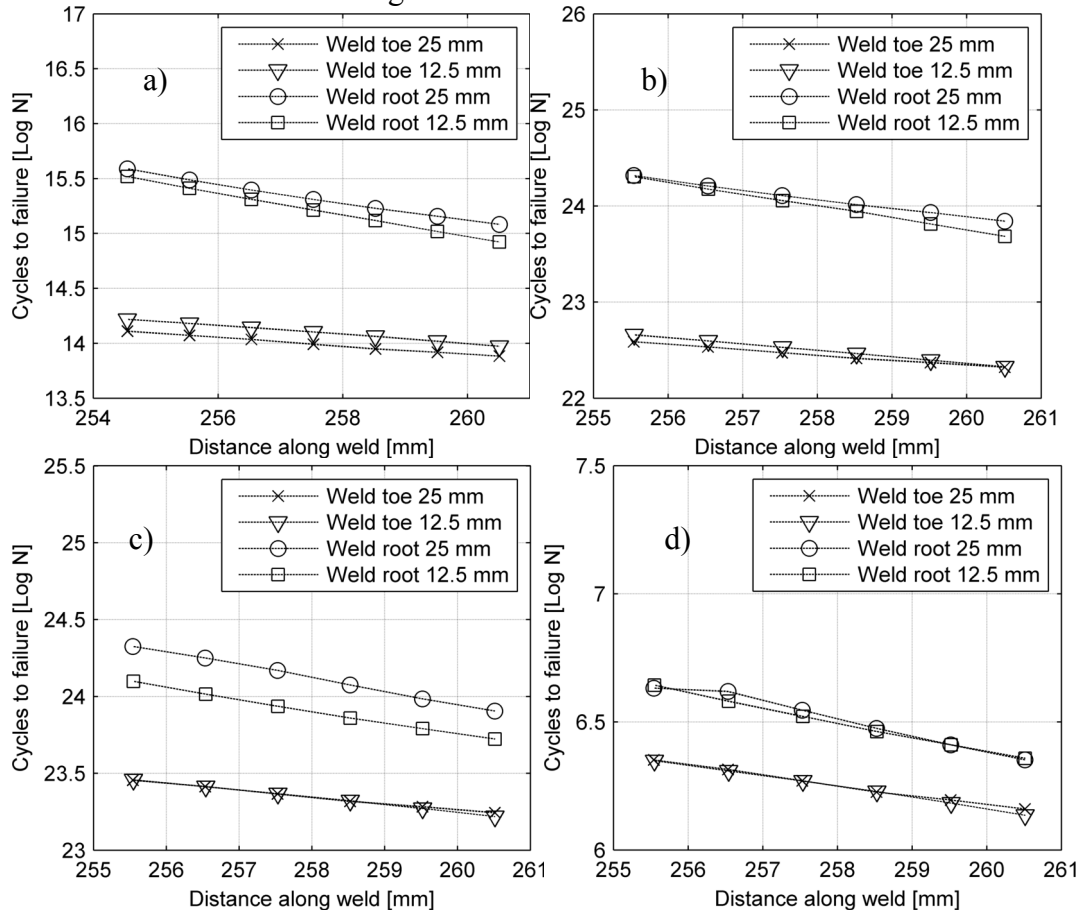 17
16.5
16
15.5
15
14.5
14
13.5
254
256
258
260
Cycles to failure [Log N]
Distance along weld [mm]
a)
Weld toe 25 mm
Weld toe 12.5 mm
Weld root 25 mm
Weld root 12.5 mm
26
25
24
23
22
255
256
257
258
259
260
261
Cycles to failure [Log N]
Distance along weld [mm]
b)
Weld toe 25 mm
Weld toe 12.5 mm
Weld root 25 mm
Weld root 12.5 mm
25.5
25
24.5
24
23.5
23
255
256
257
258
259
260
261
Cycles to failure [Log N]
Distance along weld [mm]
c)
Weld toe 25 mm
Weld toe 12.5 mm
Weld root 25 mm
Weld root 12.5 mm
7.5
7
6.5
6
255
256
257
258
259
260
261
Cycles to failure [Log N]
Distance along weld [mm]
d)
Weld toe 25 mm
Weld toe 12.5 mm
Weld root 25 mm
Weld root 12.5 mm